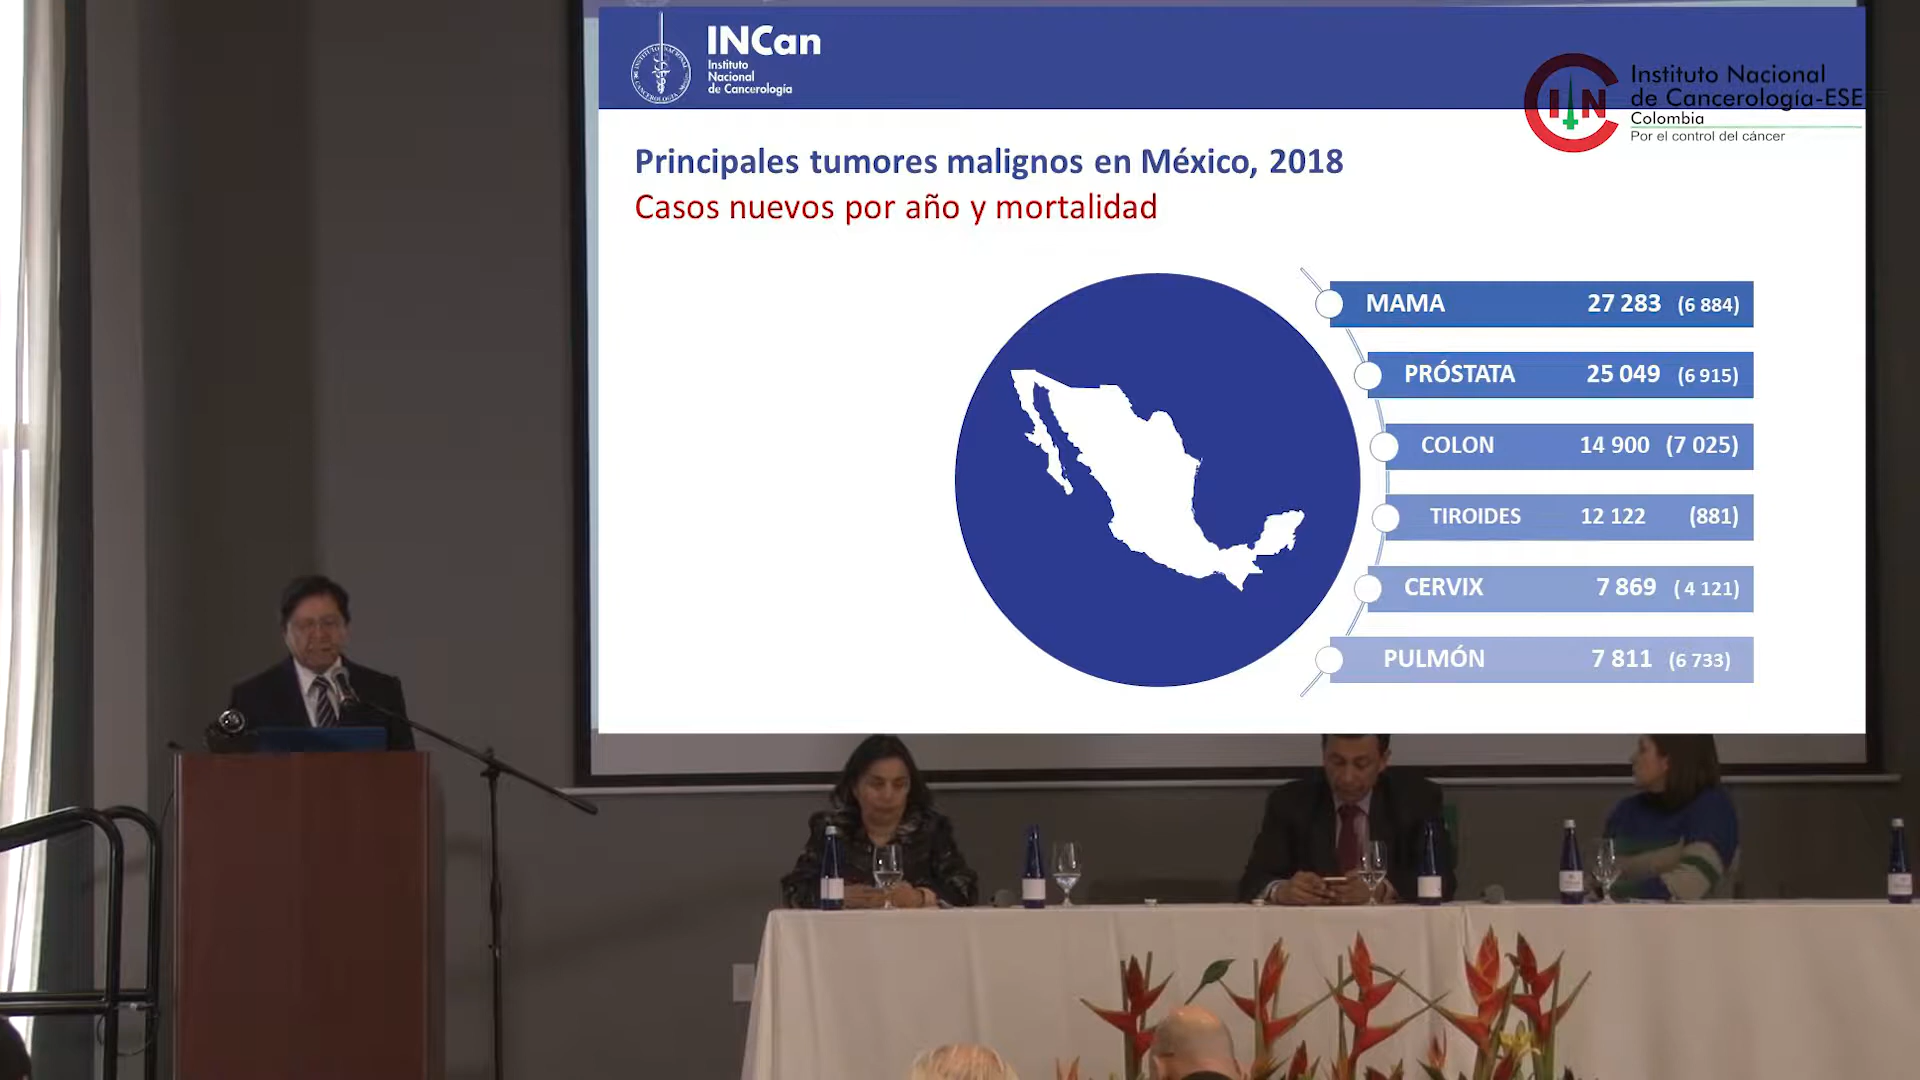 INCan
Instituto
Nacional
de Cancerología
Instituto Nacional
de Cancerología-ESE
Colombia
Por el control del cáncer
Principales tumores malignos en México, 2018
Casos nuevos por año y mortalidad
MAMA 27 283 (6 884)
PRÓSTATA 25 049 (6 915)
COLON 14 900 (7 025)
TIROIDES 12 122 (881)
CERVIX 7 869 ( 4 121)
PULMÓN 7 811 (6 733)